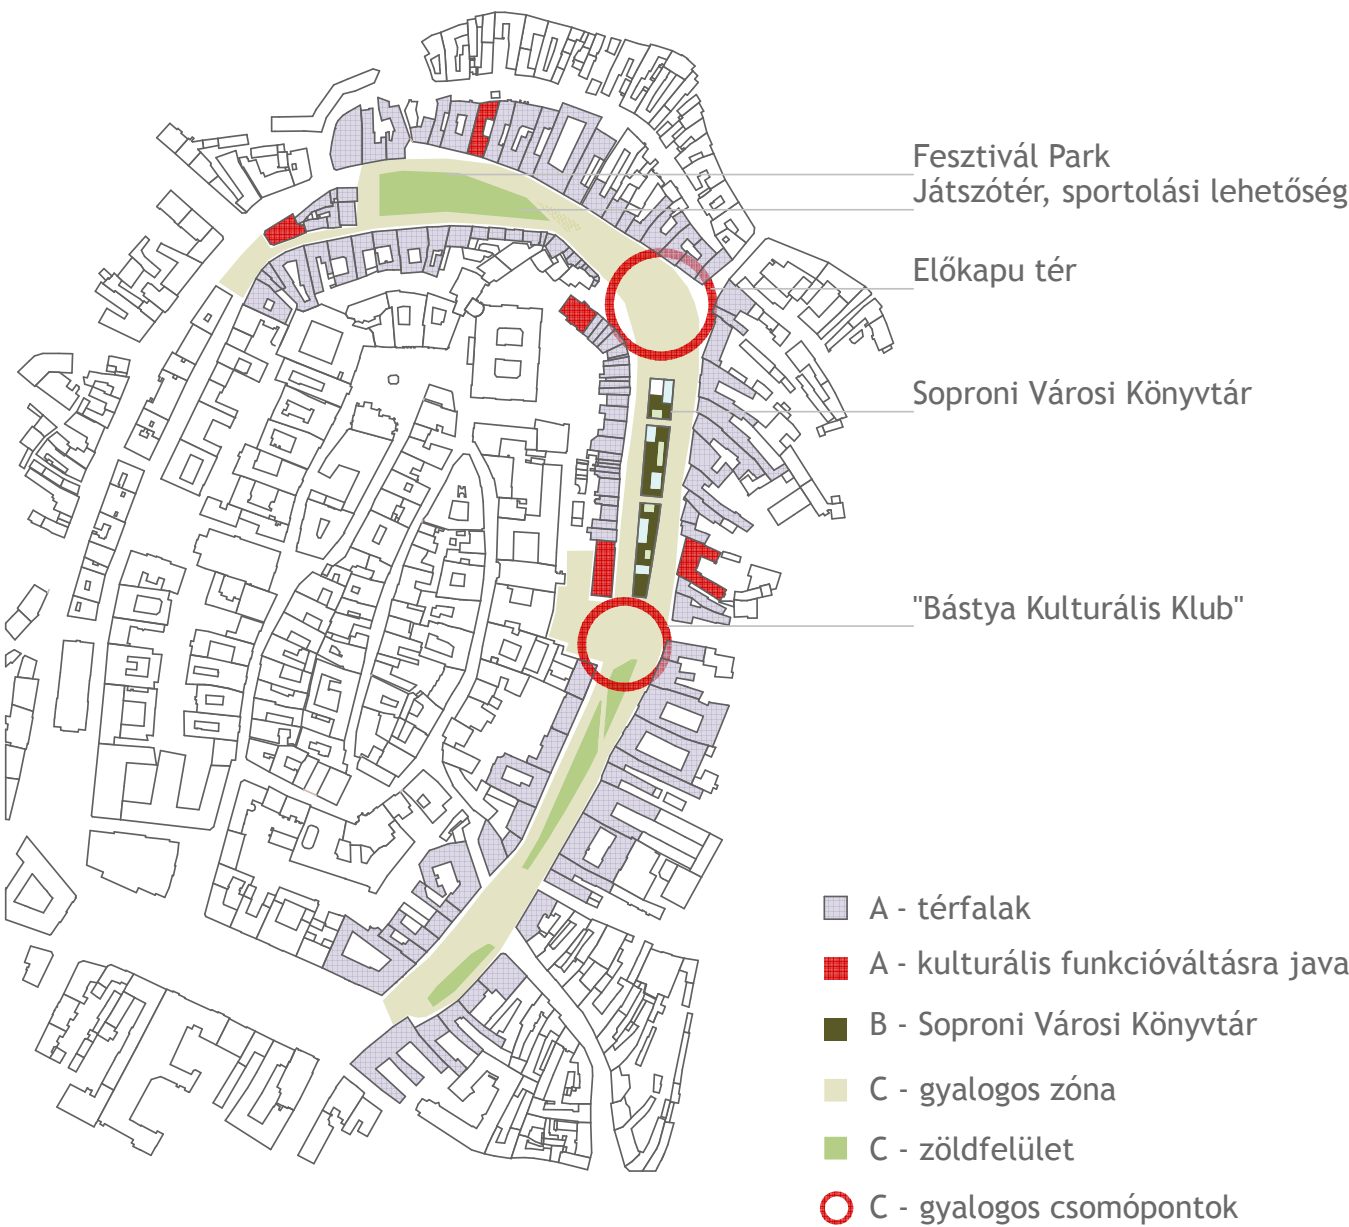 Fesztivál Park
Játszótér, sportolási lehetőség
Előkapu tér
Soproni Városi Könyvtár
"Bástya Kulturális Klub"
A - térfalak
A - kulturális funkcióváltásra java
B - Soproni Városi Könyvtár
C - gyalogos zóna
C - zöldfelület
C - gyalogos csomópontok